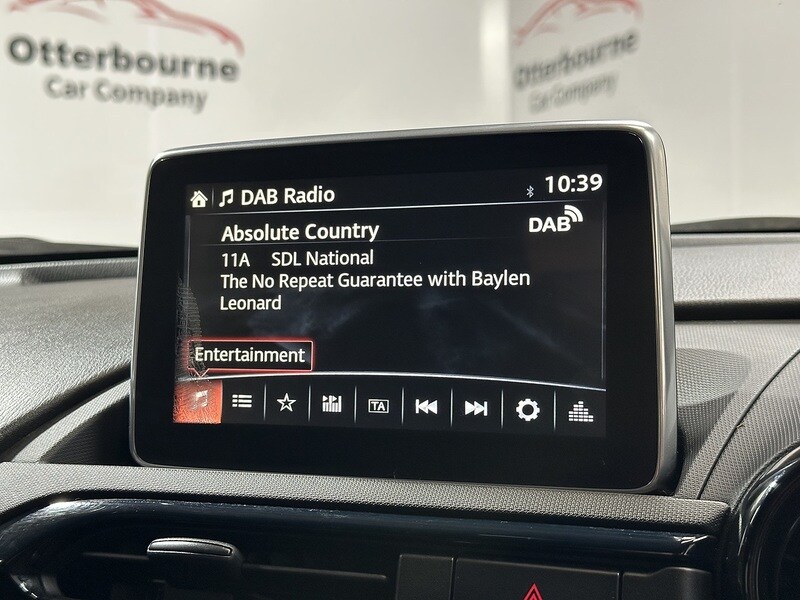 Otterbourne
Car Company
Otterbourne
Car Company
DAB Radio
10:39
Absolute Country
DAB
11A SDL National
The No Repeat Guarantee with Baylen
Leonard
Entertainment
TA